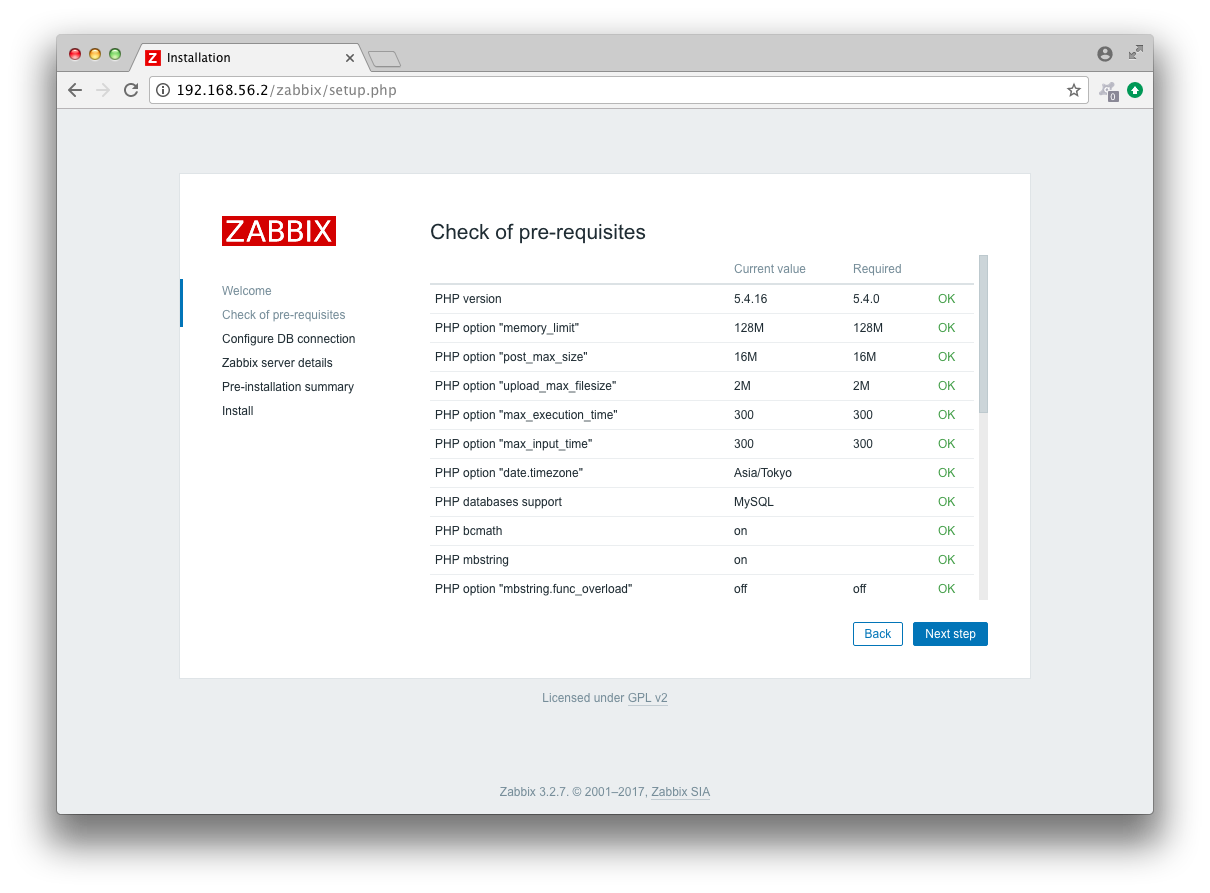 Z Installation
192.168.56.2/zabbix/setup.php
0
ZABBIX
Welcome
Check of pre-requisites
Configure DB connection
Zabbix server details
Pre-installation summary
Install
Check of pre-requisites
Current value Required
PHP version 5.4.16 5.4.0 OK
PHP option "memory_limit" 128M 128M OK
PHP option "post_max_size" 16M 16M OK
PHP option "upload_max_filesize" 2M 2M OK
PHP option "max_execution_time" 300 300 OK
PHP option "max_input_time" 300 300 OK
PHP option "date.timezone" Asia/Tokyo OK
PHP databases support MySQL OK
PHP bcmath on OK
PHP mbstring on OK
PHP option "mbstring.func_overload" off off OK
Back Next step
Licensed under GPL v2
Zabbix 3.2.7. © 2001–2017, Zabbix SIA